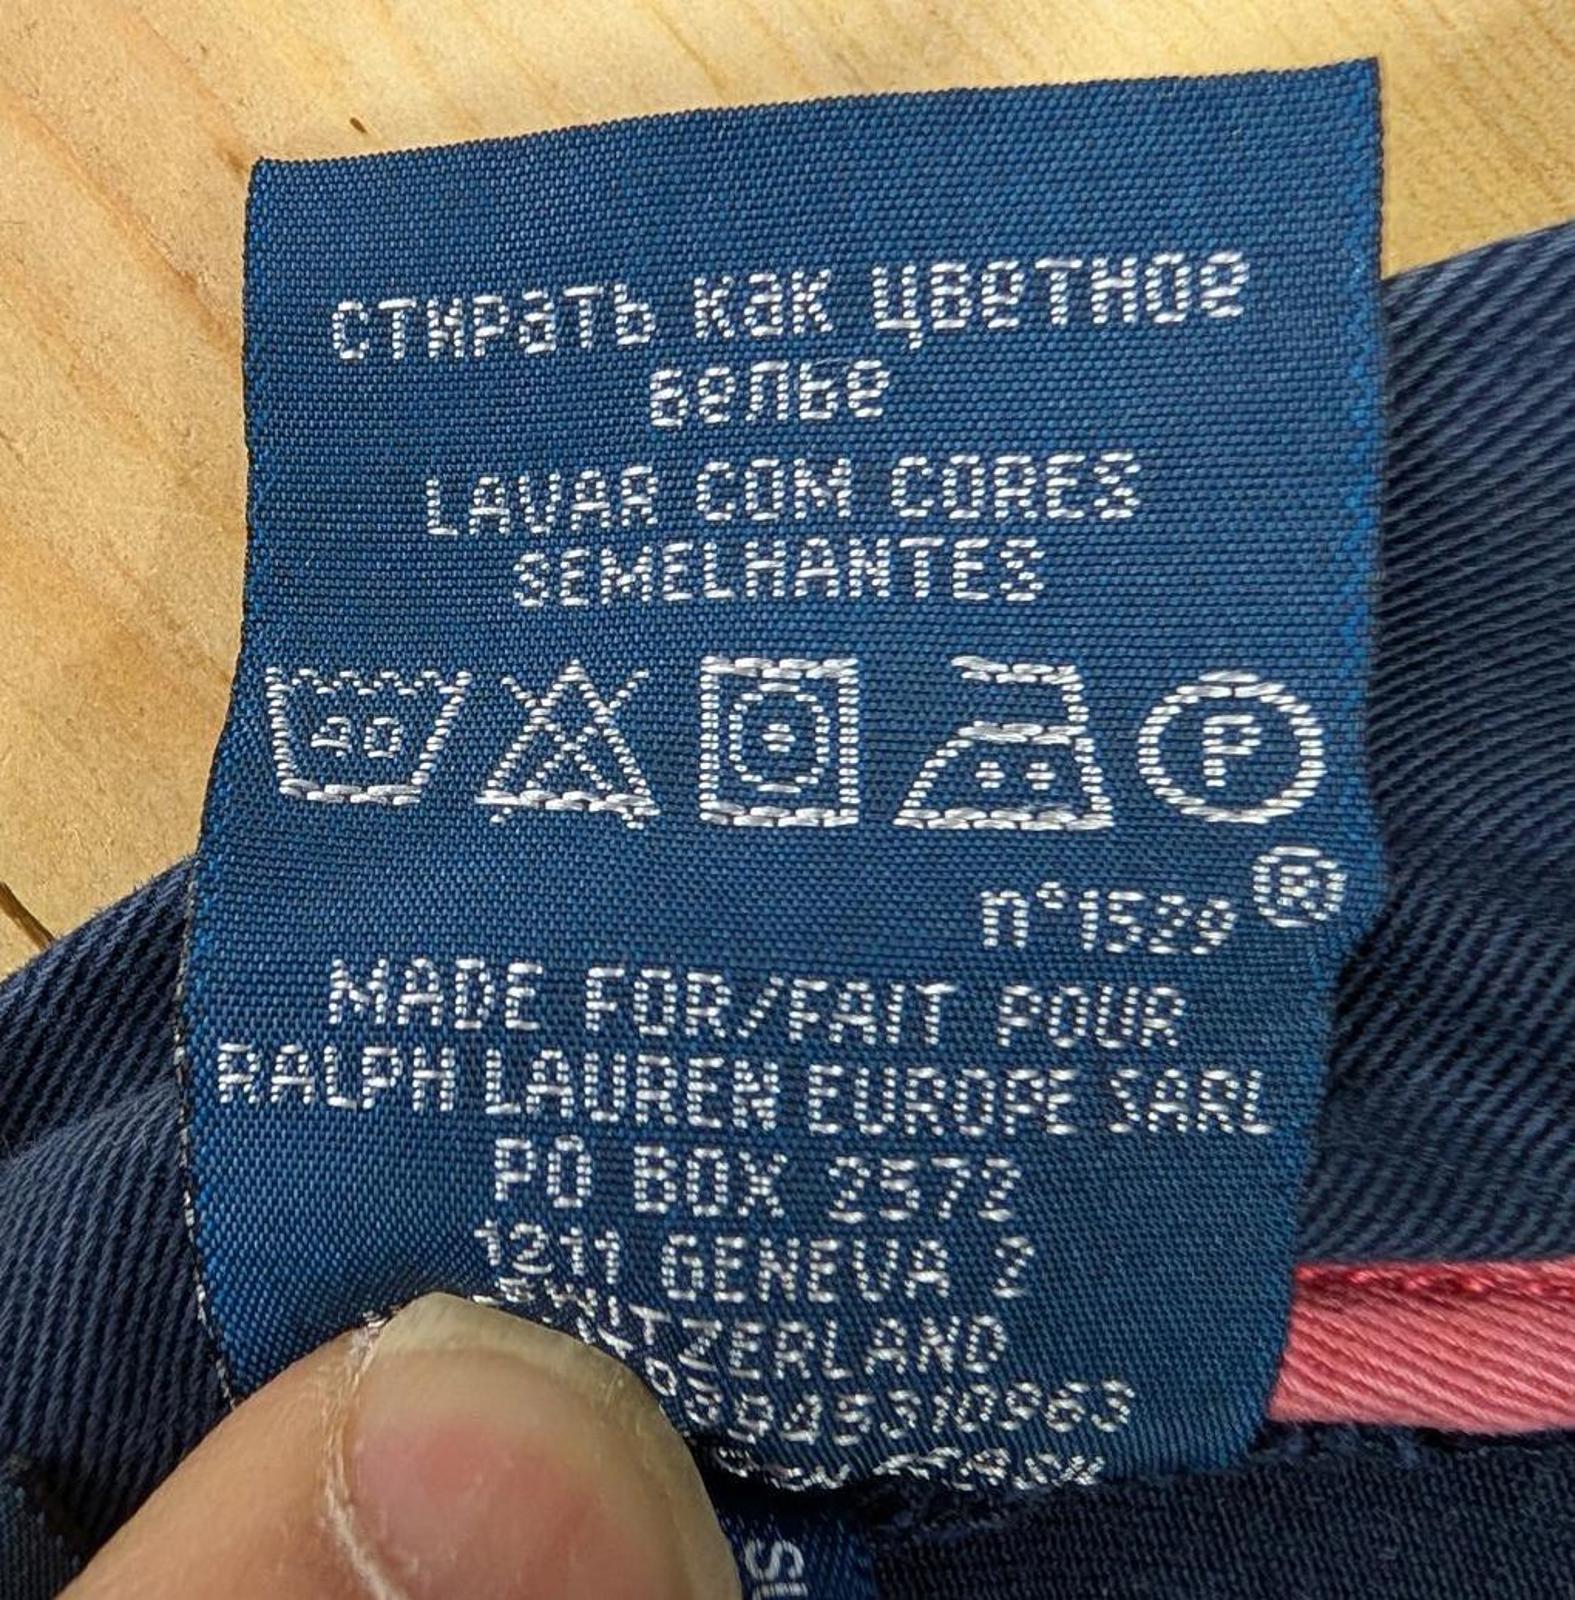 стирать как цветное
белье
LAVAR COM CORES
SEMELHANTES
40
P
n°1529 ®
MADE FOR/FAIT POUR
RALPH LAUREN EUROPE SARL
PO BOX 2572
1211 GENEVA 2
SWITZERLAND